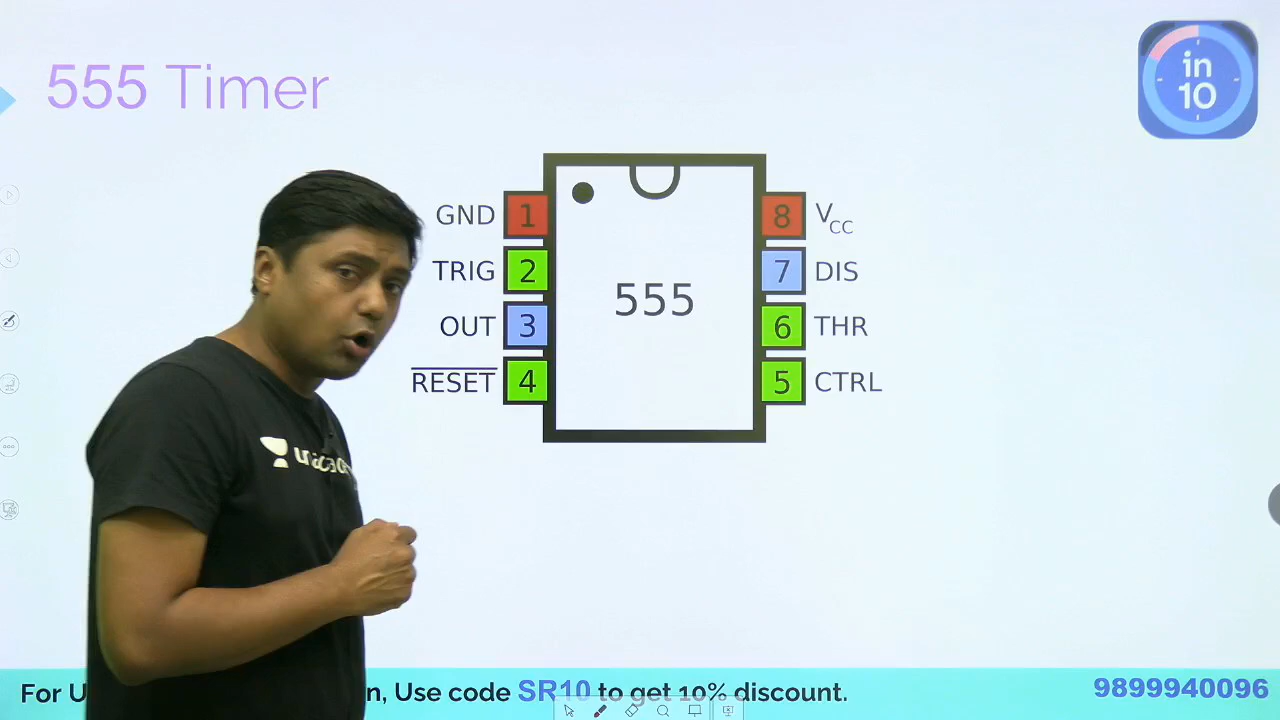 555 Timer
in
10
GND 1
8 VCC
TRIG 2
7 DIS
555
OUT 3
6 THR
RESET 4
5 CTRL
For
Use code SR10 to get 10% discount.
9899940096